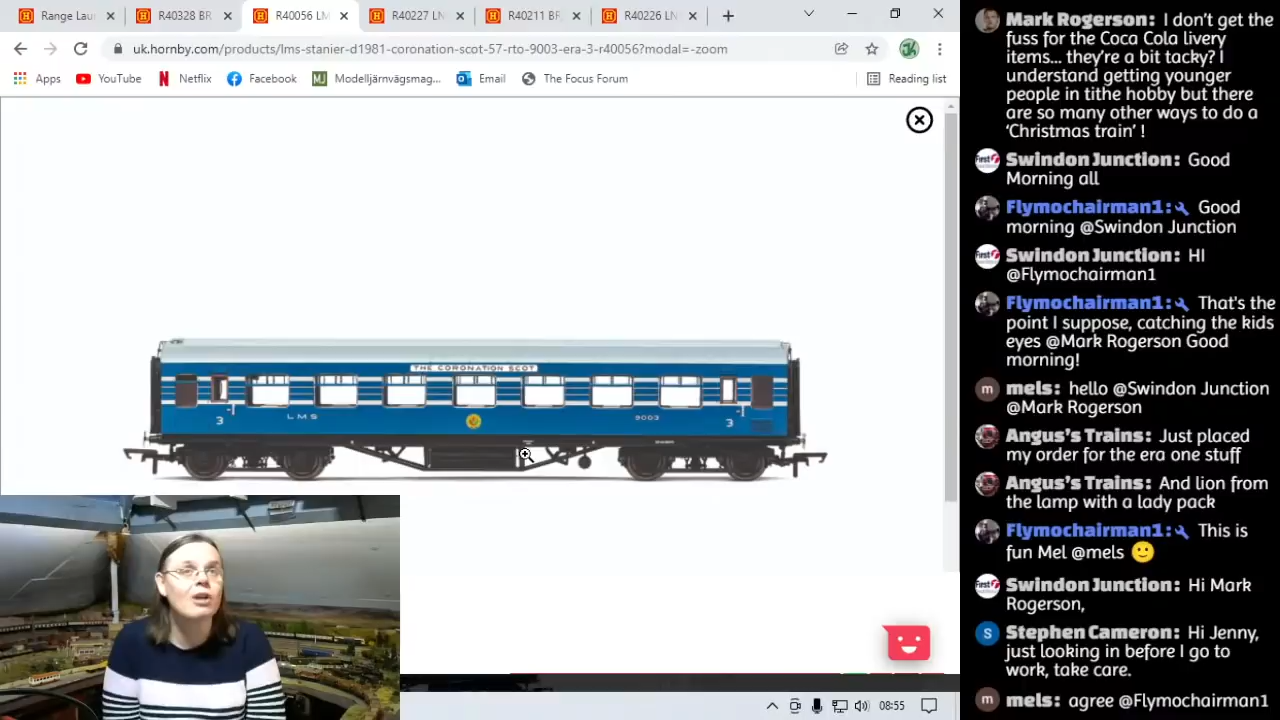 Range Lau
R40328 BR
R40056 LM
R40227 LN
R40211 BR
R40226 LN
uk.hornby.com/products/lms-stanier-d1981-coronation-scot-57-rto-9003-era-3-r40056?modal=-zoom
Apps
YouTube
Netflix
Facebook
Modelljärnvägsmag...
Email
The Focus Forum
Reading list
THE CORONATION SCOT
3
LMS
9003
3
08:55
Mark Rogerson: I don't get the
fuss for the Coca Cola livery
items... they're a bit tacky? I
understand getting younger
people in tithe hobby but there
are so many other ways to do a
'Christmas train' !
Swindon Junction: Good
Morning all
Flymochairman1: Good
morning @Swindon Junction
Swindon Junction: HI
@Flymochairman1
Flymochairman1: That's the
point I suppose, catching the kids
eyes @Mark Rogerson Good
morning!
m mels: hello @Swindon Junction
@Mark Rogerson
Angus's Trains: Just placed
my order for the era one stuff
Angus's Trains: And lion from
the lamp with a lady pack
Flymochairman1: This is
fun Mel @mels 🙂
Swindon Junction: Hi Mark
Rogerson,
S Stephen Cameron: Hi Jenny,
just looking in before I go to
work, take care.
m mels: agree @Flymochairman1